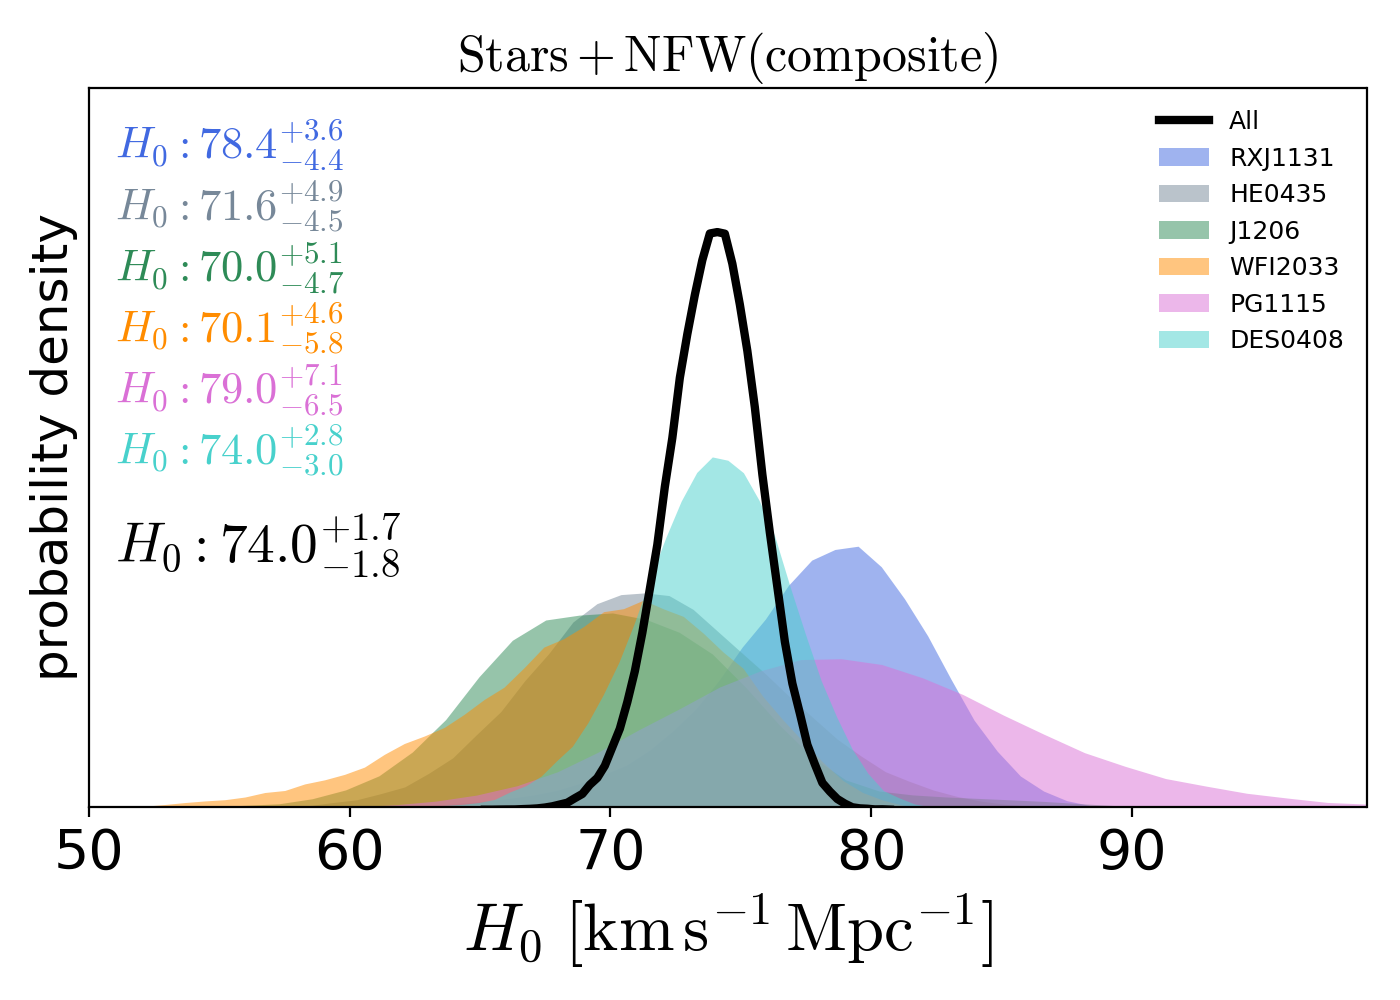 Stars + NFW(composite)
H₀ : 78.4 +3.6 −4.4
H₀ : 71.6 +4.9 −4.5
H₀ : 70.0 +5.1 −4.7
H₀ : 70.1 +4.6 −5.8
H₀ : 79.0 +7.1 −6.5
H₀ : 74.0 +2.8 −3.0
H₀ : 74.0 +1.7 −1.8
All
RXJ1131
HE0435
J1206
WFI2033
PG1115
DES0408
probability density
50 60 70 80 90
H₀ [km s⁻¹ Mpc⁻¹]